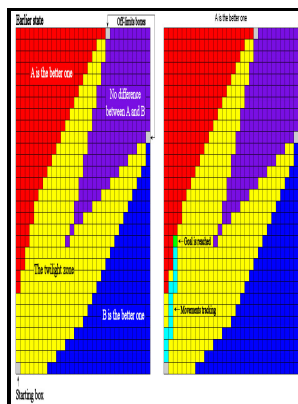 Earlier state
Off-limits boxes
A is the better one
A is the better one
No difference
between A and B
Goal is reached
The twilight zone
Movements tracking
B is the better one
Starting box